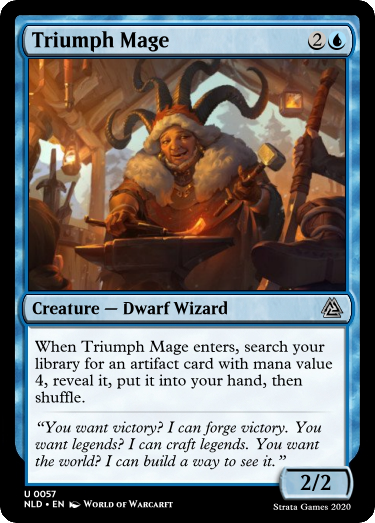 Triumph Mage 2
Creature — Dwarf Wizard
When Triumph Mage enters, search your
library for an artifact card with mana value
4, reveal it, put it into your hand, then
shuffle.
“You want victory? I can forge victory. You
want legends? I can craft legends. You want
the world? I can build a way to see it.”
2/2
U 0057
NLD • EN World of Warcarft
Strata Games 2020